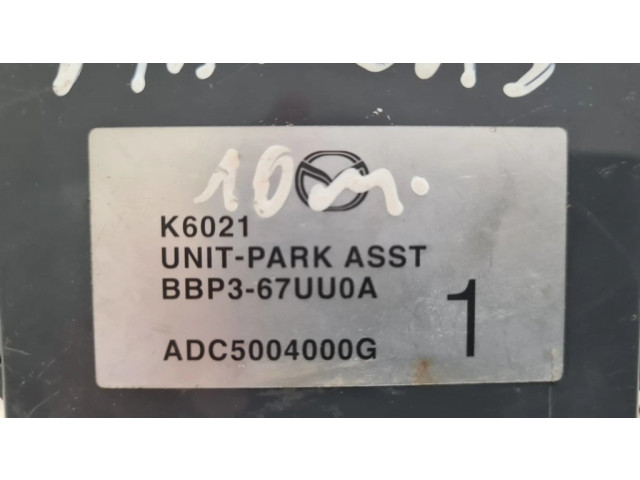 10m.
K6021
UNIT-PARK ASST
BBP3-67UU0A
1
ADC5004000G